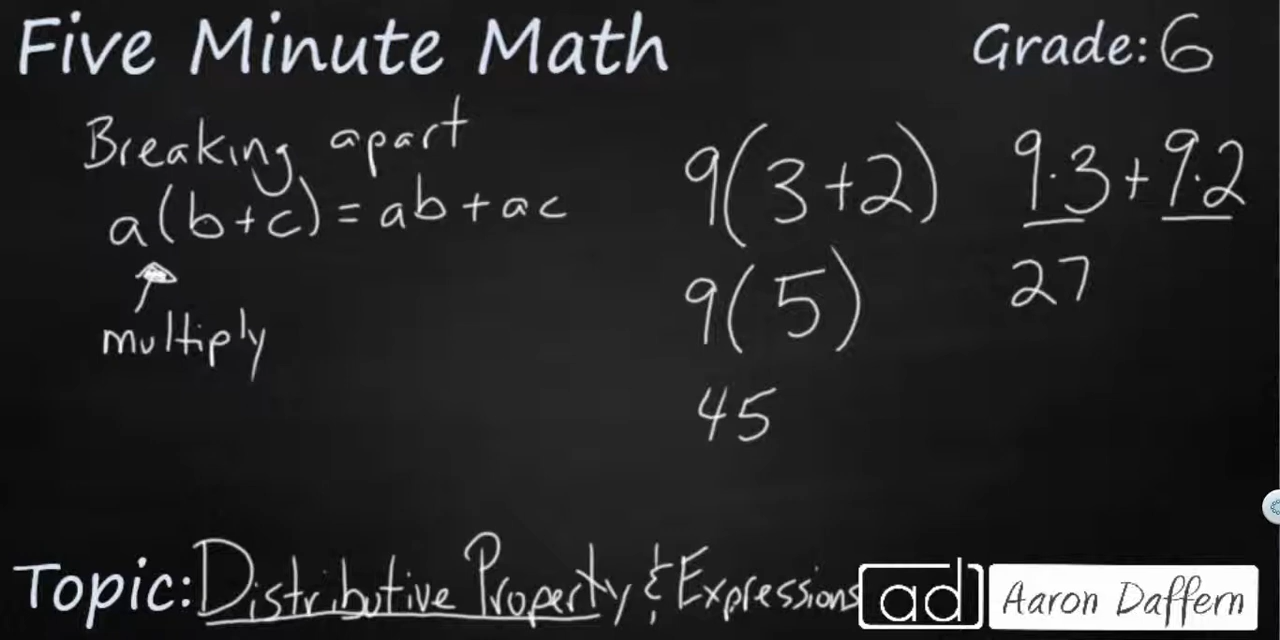 Five Minute Math
Grade: 6
Breaking apart
a(b+c) = ab + ac
multiply
9(3+2)
9(5)
45
9·3 + 9·2
27
Topic: Distributive Property & Expressions
ad
Aaron Daffern